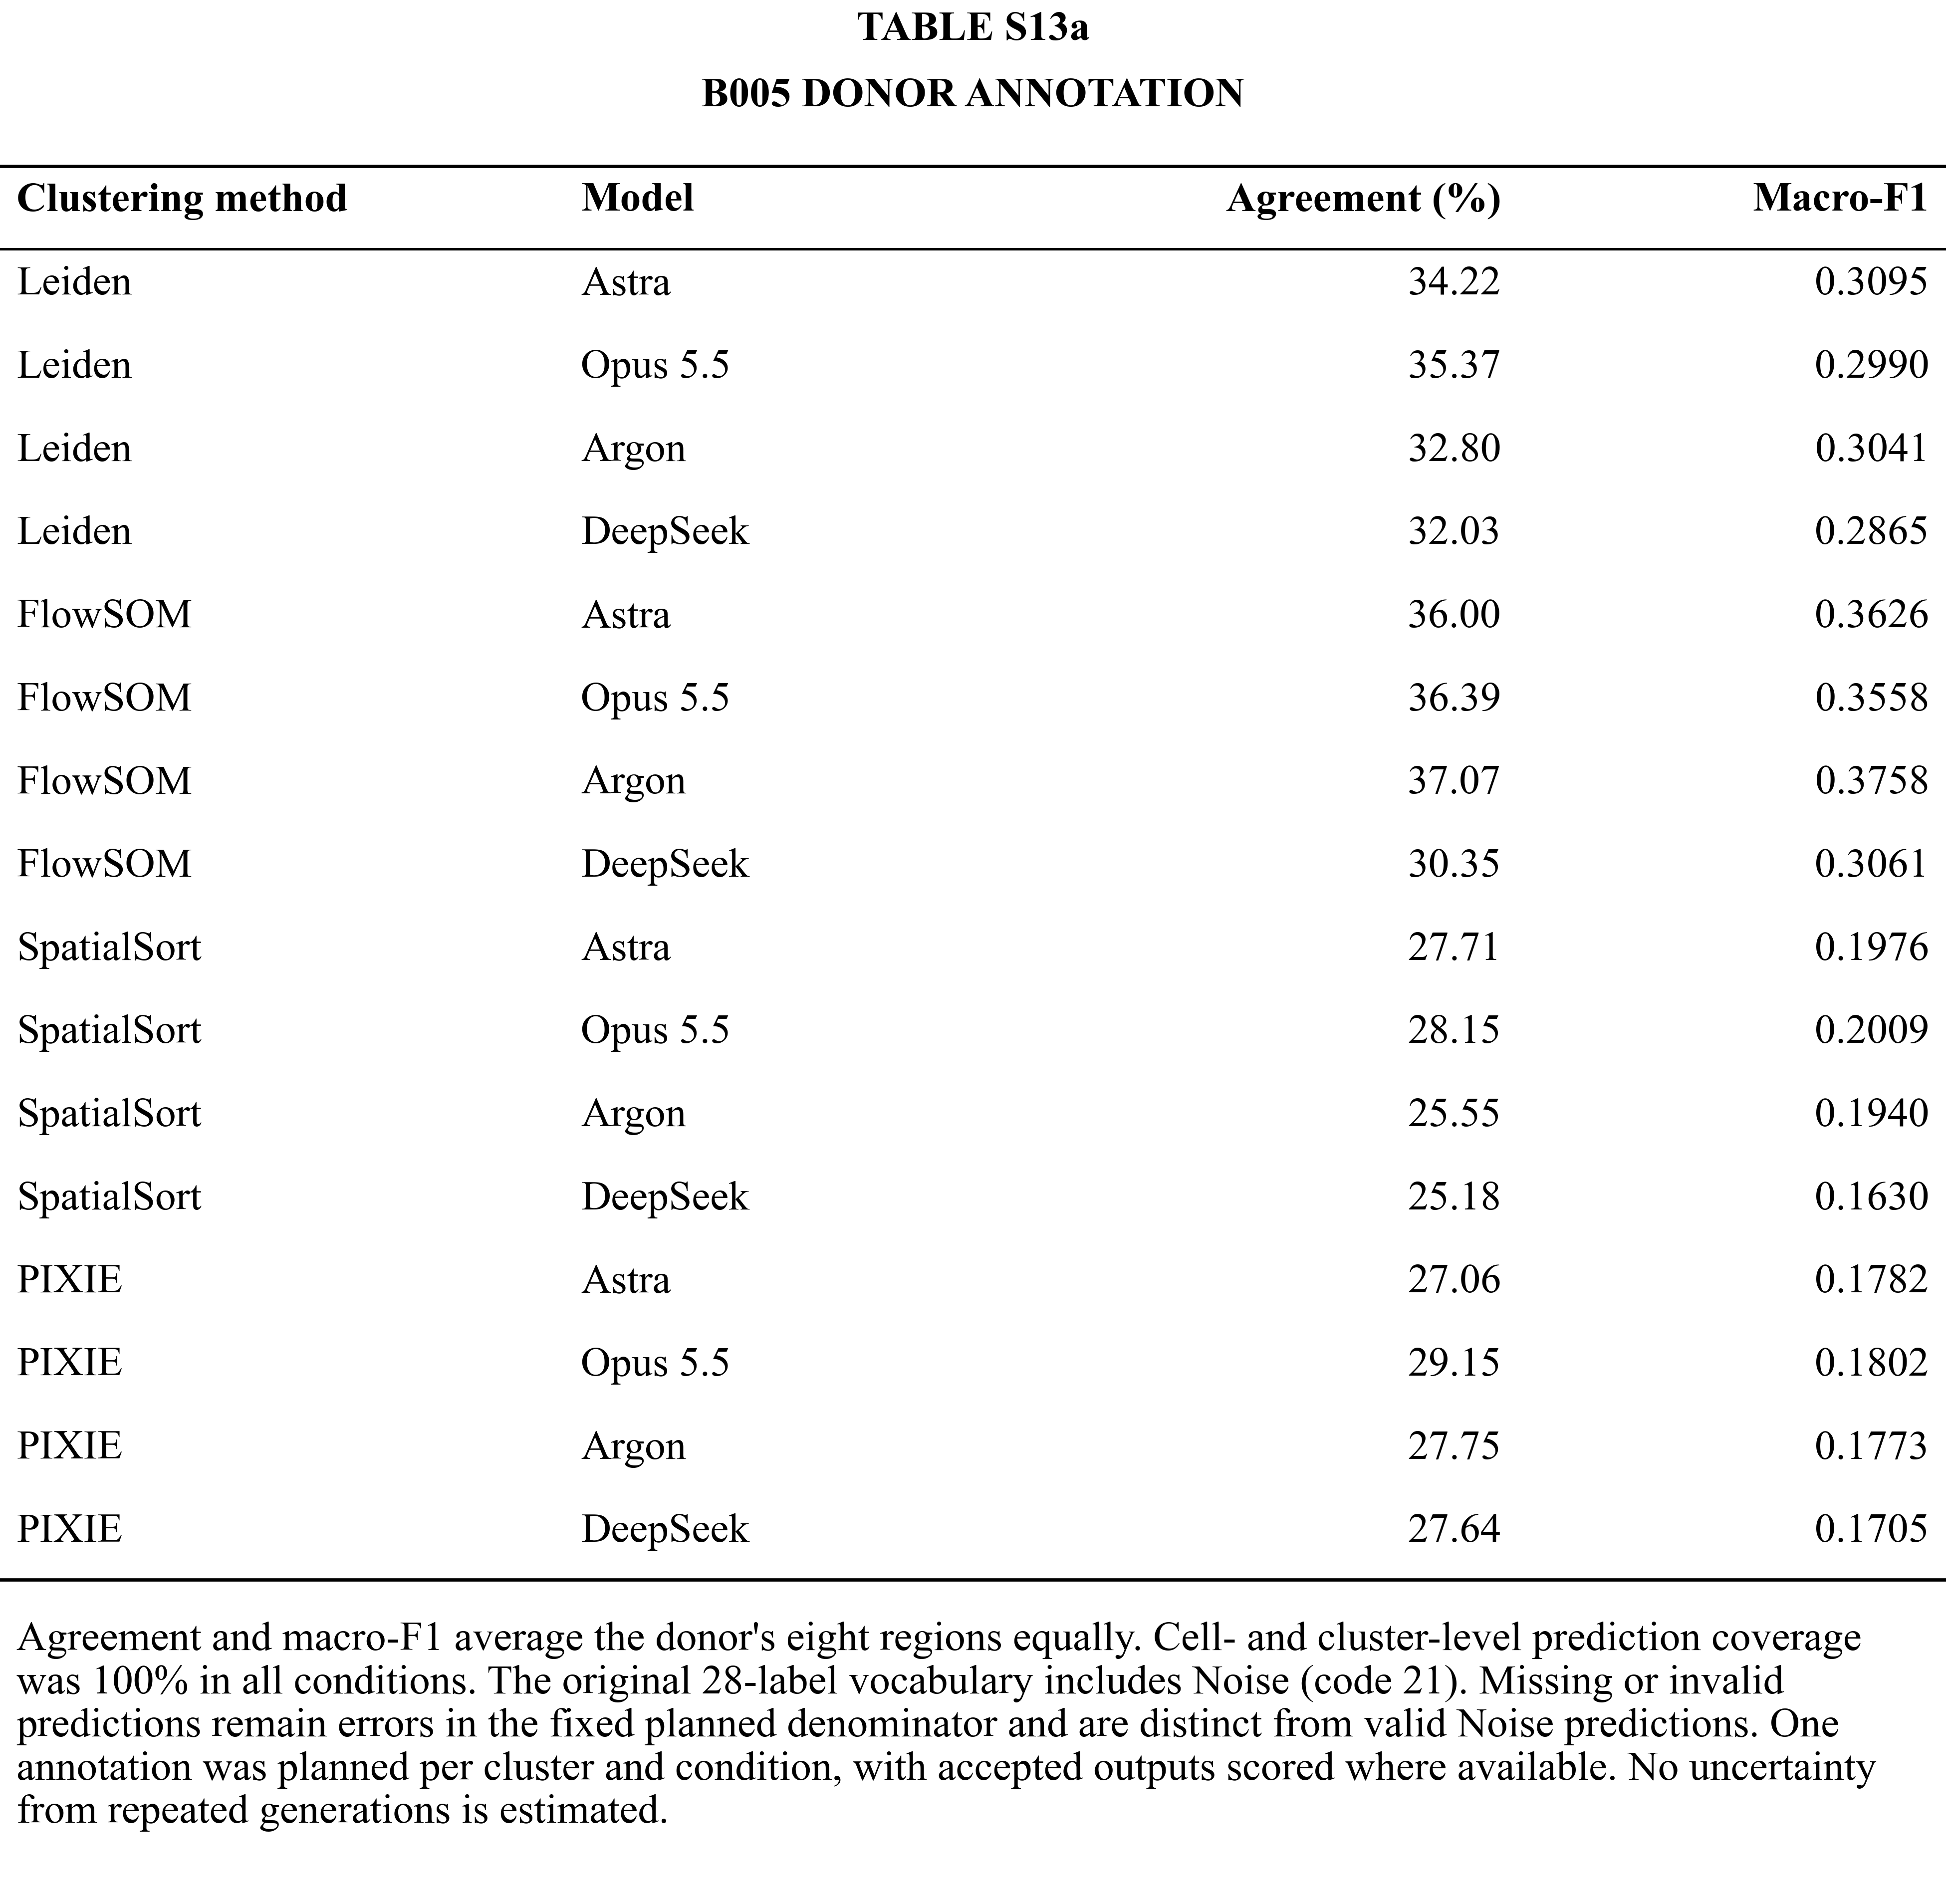 TABLE S13a
B005 DONOR ANNOTATION
Clustering method Model Agreement (%) Macro-F1
Leiden Astra 34.22 0.3095
Leiden Opus 5.5 35.37 0.2990
Leiden Argon 32.80 0.3041
Leiden DeepSeek 32.03 0.2865
FlowSOM Astra 36.00 0.3626
FlowSOM Opus 5.5 36.39 0.3558
FlowSOM Argon 37.07 0.3758
FlowSOM DeepSeek 30.35 0.3061
SpatialSort Astra 27.71 0.1976
SpatialSort Opus 5.5 28.15 0.2009
SpatialSort Argon 25.55 0.1940
SpatialSort DeepSeek 25.18 0.1630
PIXIE Astra 27.06 0.1782
PIXIE Opus 5.5 29.15 0.1802
PIXIE Argon 27.75 0.1773
PIXIE DeepSeek 27.64 0.1705
Agreement and macro-F1 average the donor's eight regions equally. Cell- and cluster-level prediction coverage
was 100% in all conditions. The original 28-label vocabulary includes Noise (code 21). Missing or invalid
predictions remain errors in the fixed planned denominator and are distinct from valid Noise predictions. One
annotation was planned per cluster and condition, with accepted outputs scored where available. No uncertainty
from repeated generations is estimated.